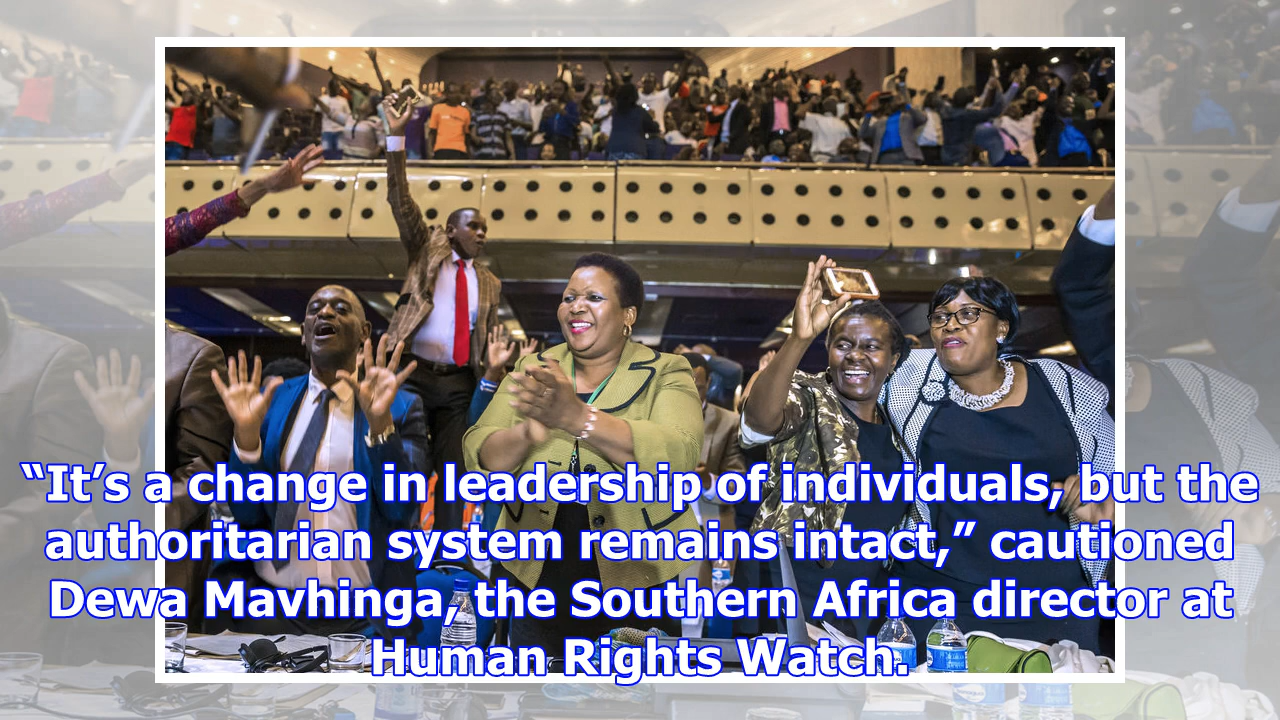 “It’s a change in leadership of individuals, but the
authoritarian system remains intact,” cautioned
Dewa Mavhinga, the Southern Africa director at
Human Rights Watch.